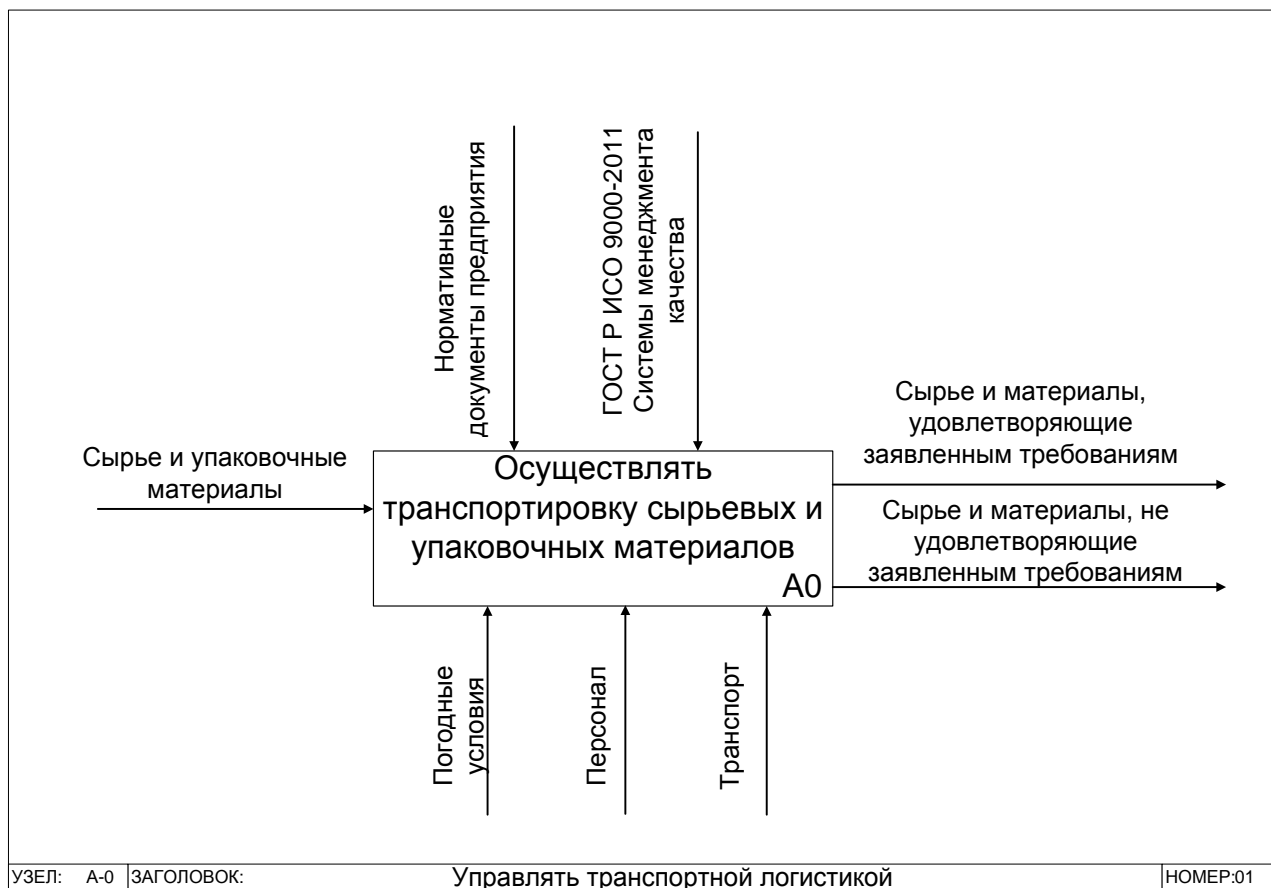 Нормативные
документы предприятия
ГОСТ Р ИСО 9000-2011
Системы менеджмента
качества
Сырье и упаковочные
материалы
Осуществлять
транспортировку сырьевых и
упаковочных материалов
А0
Сырье и материалы,
удовлетворяющие
заявленным требованиям
Сырье и материалы, не
удовлетворяющие
заявленным требованиям
Погодные
условия
Персонал
Транспорт
УЗЕЛ: А-0 ЗАГОЛОВОК: Управлять транспортной логистикой НОМЕР:01